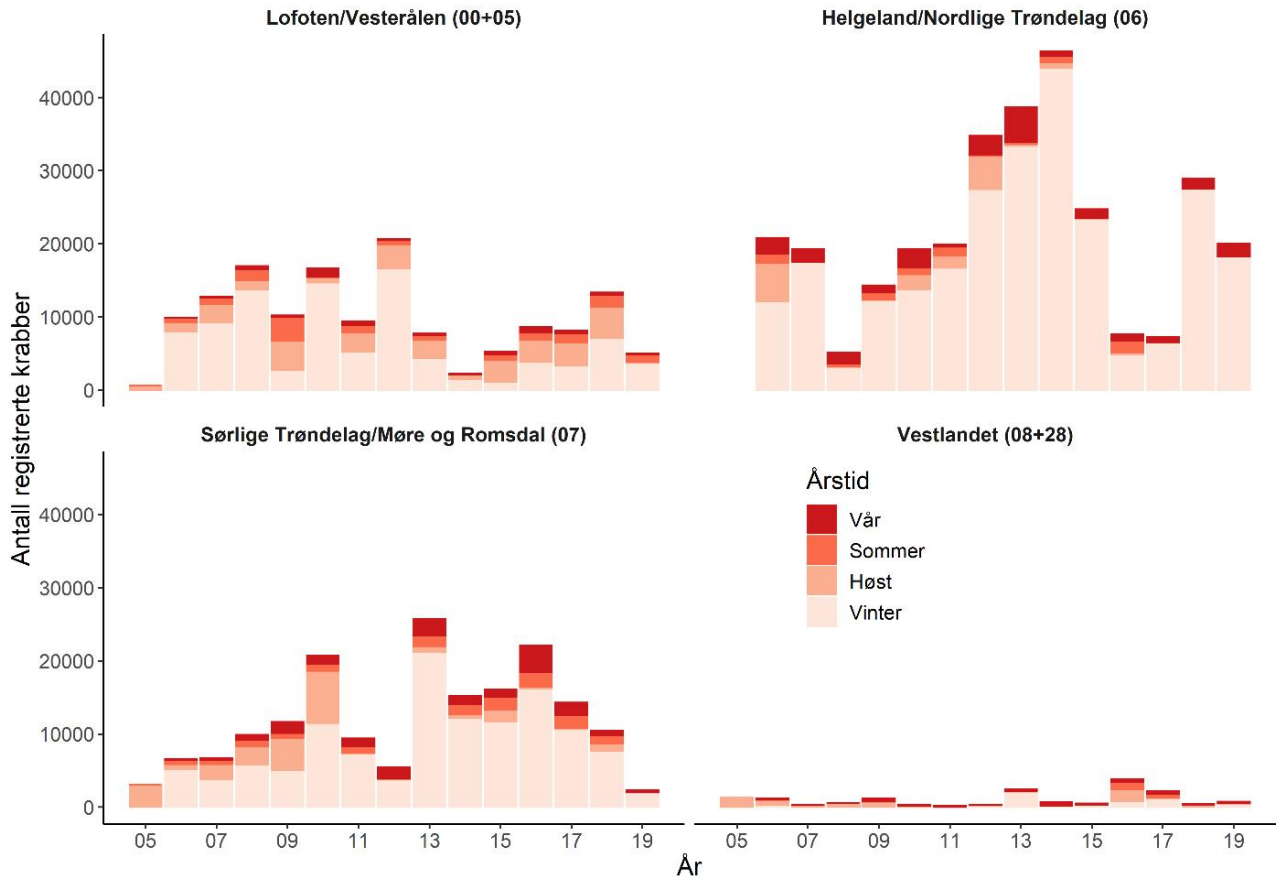 Lofoten/Vesterålen (00+05)
Helgeland/Nordlige Trøndelag (06)
40000
30000
20000
10000
0
Sørlige Trøndelag/Møre og Romsdal (07)
Vestlandet (08+28)
Antall registrerte krabber
40000
30000
20000
10000
0
Årstid
Vår
Sommer
Høst
Vinter
05 07 09 11 13 15 17 19
05 07 09 11 13 15 17 19
År